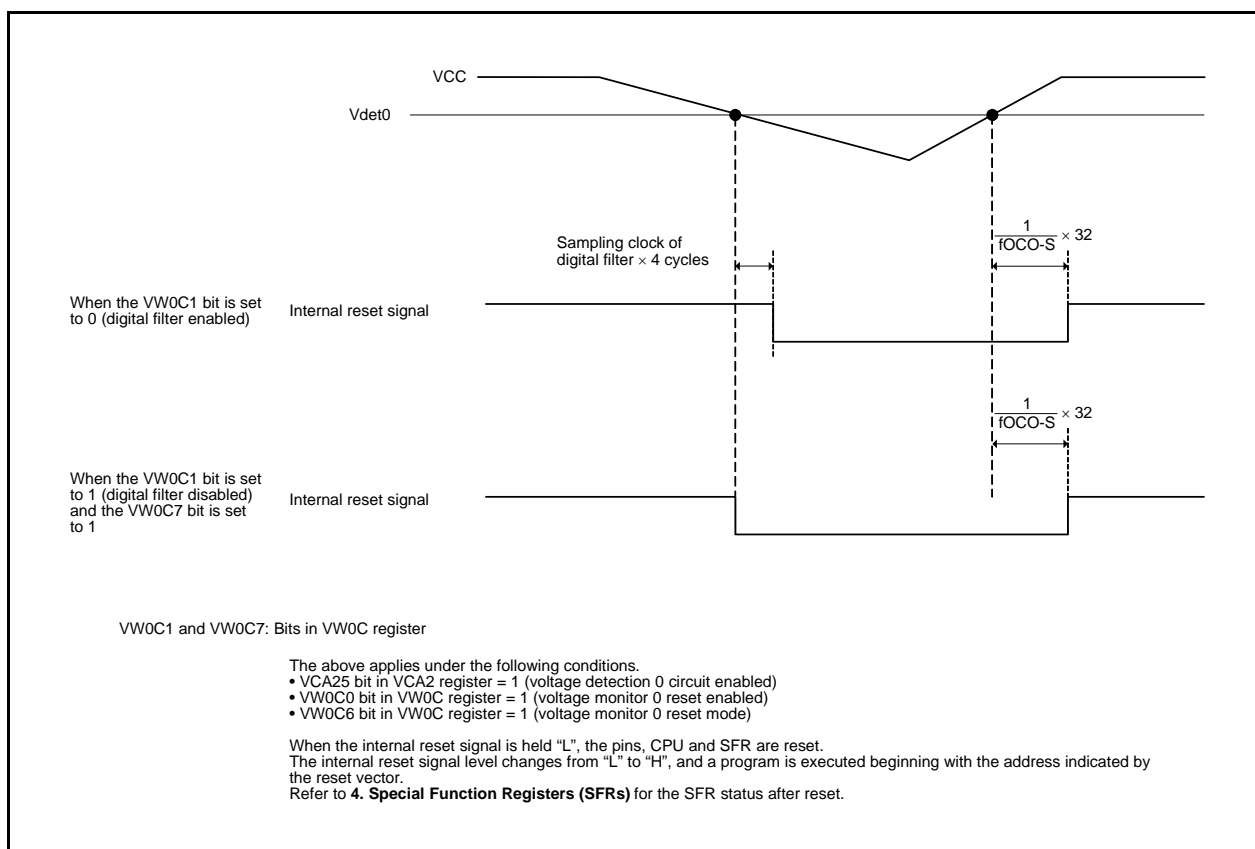 VCC
Vdet0
Sampling clock of
digital filter × 4 cycles
1
fOCO-S
× 32
When the VW0C1 bit is set
to 0 (digital filter enabled)
Internal reset signal
1
fOCO-S
× 32
When the VW0C1 bit is set
to 1 (digital filter disabled)
and the VW0C7 bit is set
to 1
Internal reset signal
VW0C1 and VW0C7: Bits in VW0C register
The above applies under the following conditions.
• VCA25 bit in VCA2 register = 1 (voltage detection 0 circuit enabled)
• VW0C0 bit in VW0C register = 1 (voltage monitor 0 reset enabled)
• VW0C6 bit in VW0C register = 1 (voltage monitor 0 reset mode)
When the internal reset signal is held “L”, the pins, CPU and SFR are reset.
The internal reset signal level changes from “L” to “H”, and a program is executed beginning with the address indicated by
the reset vector.
Refer to 4. Special Function Registers (SFRs) for the SFR status after reset.